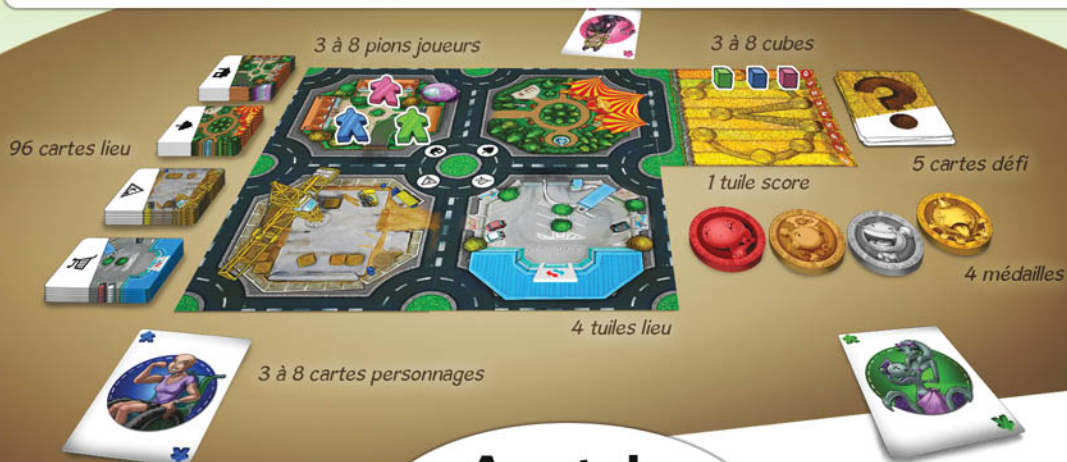 3 à 8 pions joueurs
3 à 8 cubes
96 cartes lieu
5 cartes défi
1 tuile score
4 médailles
4 tuiles lieu
3 à 8 cartes personnages